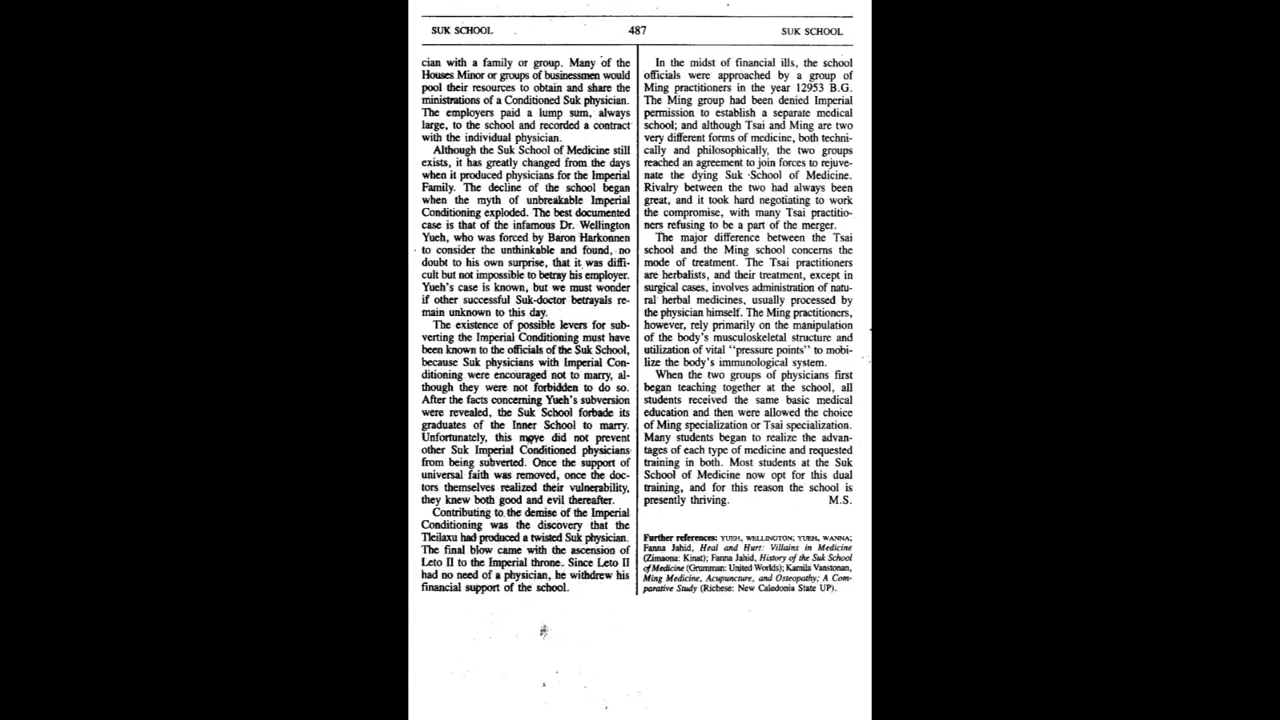 SUK SCHOOL
487
SUK SCHOOL
cian with a family or group. Many of the
Houses Minor or groups of businessmen would
pool their resources to obtain and share the
ministrations of a Conditioned Suk physician.
The employers paid a lump sum, always
large, to the school and recorded a contract
with the individual physician.
Although the Suk School of Medicine still
exists, it has greatly changed from the days
when it produced physicians for the Imperial
Family. The decline of the school began
when the myth of unbreakable Imperial
Conditioning exploded. The best documented
case is that of the infamous Dr. Wellington
Yueh, who was forced by Baron Harkonnen
to consider the unthinkable and found, no
doubt to his own surprise, that it was diffi-
cult but not impossible to betray his employer.
Yueh's case is known, but we must wonder
if other successful Suk-doctor betrayals re-
main unknown to this day.
The existence of possible levers for sub-
verting the Imperial Conditioning must have
been known to the officials of the Suk School,
because Suk physicians with Imperial Con-
ditioning were encouraged not to marry, al-
though they were not forbidden to do so.
After the facts concerning Yueh's subversion
were revealed, the Suk School forbade its
graduates of the Inner School to marry.
Unfortunately, this move did not prevent
other Suk Imperial Conditioned physicians
from being subverted. Once the support of
universal faith was removed, once the doc-
tors themselves realized their vulnerability,
they knew both good and evil thereafter.
Contributing to the demise of the Imperial
Conditioning was the discovery that the
Tleilaxu had produced a twisted Suk physician.
The final blow came with the ascension of
Leto II to the Imperial throne. Since Leto II
had no need of a physician, he withdrew his
financial support of the school.
In the midst of financial ills, the school
officials were approached by a group of
Ming practitioners in the year 12953 B.G.
The Ming group had been denied Imperial
permission to establish a separate medical
school; and although Tsai and Ming are two
very different forms of medicine, both techni-
cally and philosophically, the two groups
reached an agreement to join forces to rejuve-
nate the dying Suk School of Medicine.
Rivalry between the two had always been
great, and it took hard negotiating to work
the compromise, with many Tsai practitio-
ners refusing to be a part of the merger.
The major difference between the Tsai
school and the Ming school concerns the
mode of treatment. The Tsai practitioners
are herbalists, and their treatment, except in
surgical cases, involves administration of natu-
ral herbal medicines, usually processed by
the physician himself. The Ming practitioners,
however, rely primarily on the manipulation
of the body's musculoskeletal structure and
utilization of vital "pressure points" to mobi-
lize the body's immunological system.
When the two groups of physicians first
began teaching together at the school, all
students received the same basic medical
education and then were allowed the choice
of Ming specialization or Tsai specialization.
Many students began to realize the advan-
tages of each type of medicine and requested
training in both. Most students at the Suk
School of Medicine now opt for this dual
training, and for this reason the school is
presently thriving. M.S.
Further references: YUEH, WELLINGTON; YUEH, WANNA;
Fanna Jahid, Heal and Hurt: Villains in Medicine
(Zimaona: Kinat); Fanna Jahid, History of the Suk School
of Medicine (Grumman: United Worlds); Kamila Vanstonan,
Ming Medicine, Acupuncture, and Osteopathy; A Com-
parative Study (Richese: New Caledonia State UP).